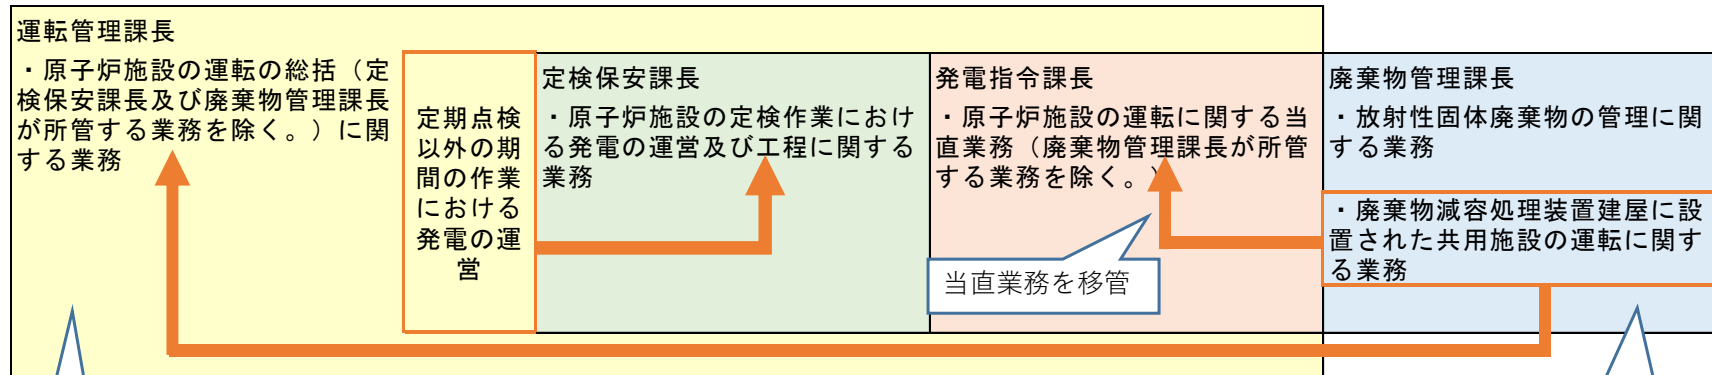 運転管理課長
・原子炉施設の運転の総括（定
検保安課長及び廃棄物管理課長
が所管する業務を除く。）に関
する業務
定期点検
以外の期
間の作業
における
発電の運
営
定検保安課長
・原子炉施設の定検作業におけ
る発電の運営及び工程に関する
業務
発電指令課長
・原子炉施設の運転に関する当
直業務（廃棄物管理課長が所管
する業務を除く。）
当直業務を移管
廃棄物管理課長
・放射性固体廃棄物の管理に関
する業務
・廃棄物減容処理装置建屋に設
置された共用施設の運転に関す
る業務